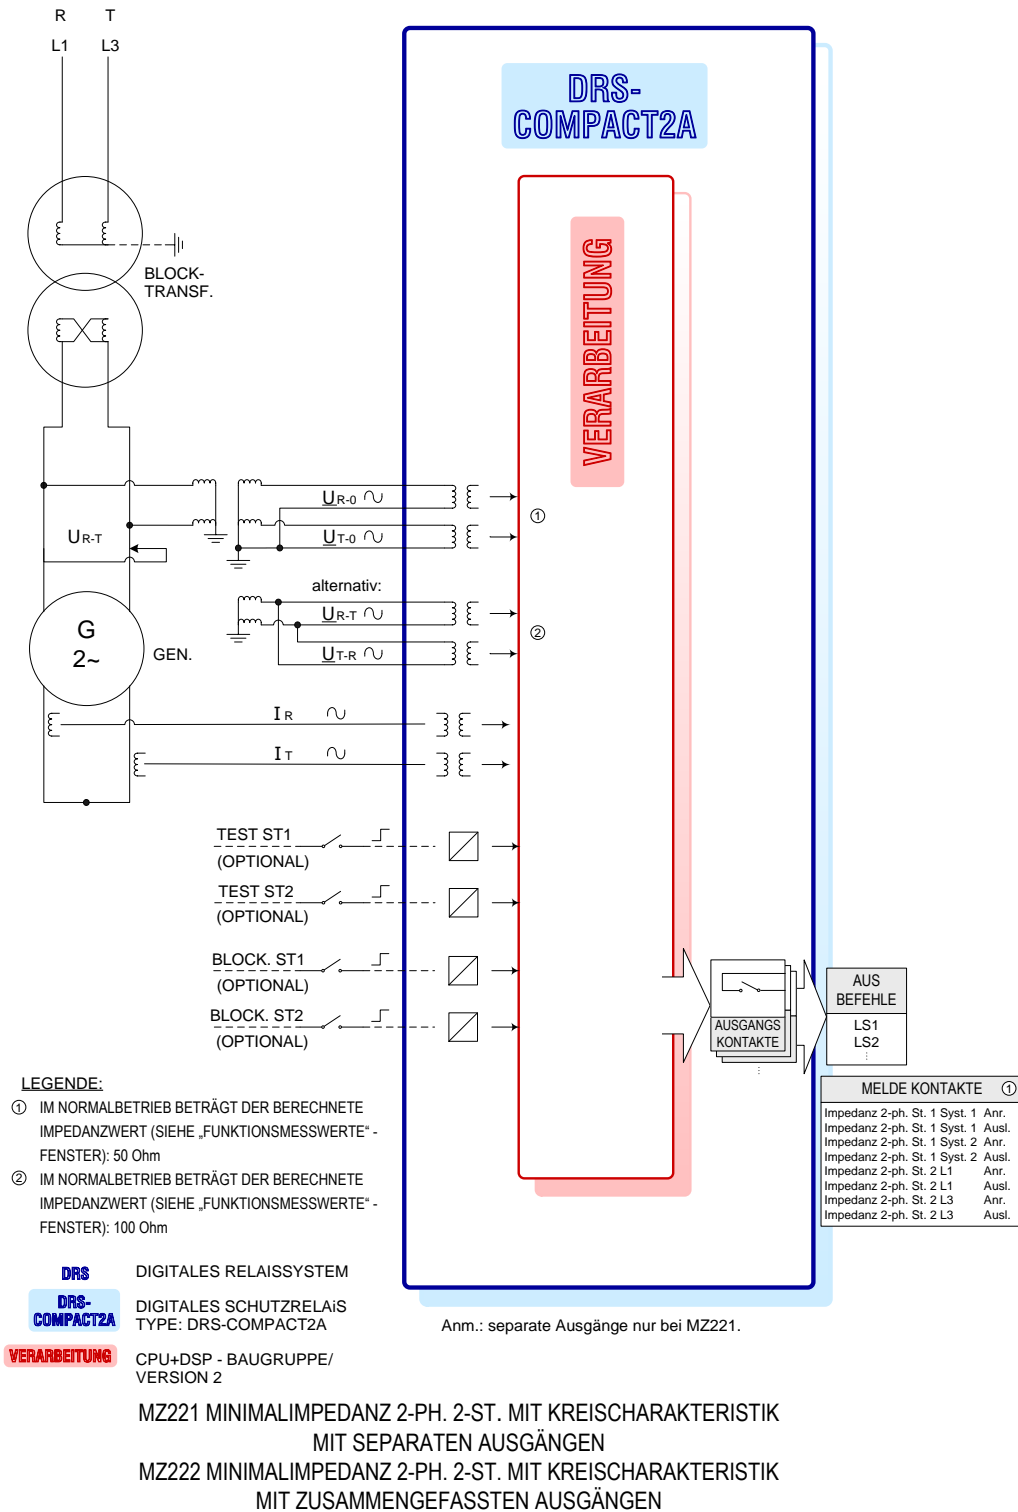 R T
L1 L3
DRS-
COMPACT2A
VERARBEITUNG
BLOCK-
TRANSF.
UR-0
①
UR-T
UT-0
alternativ:
UR-T
②
G
2~
GEN.
UT-R
IR
IT
TEST ST1
(OPTIONAL)
TEST ST2
(OPTIONAL)
BLOCK. ST1
(OPTIONAL)
BLOCK. ST2
(OPTIONAL)
AUSGANGS
KONTAKTE
AUS
BEFEHLE
LS1
LS2
MELDE KONTAKTE ①
Impedanz 2-ph. St. 1 Syst. 1 Anr.
Impedanz 2-ph. St. 1 Syst. 1 Ausl.
Impedanz 2-ph. St. 1 Syst. 2 Anr.
Impedanz 2-ph. St. 1 Syst. 2 Ausl.
Impedanz 2-ph. St. 2 L1 Anr.
Impedanz 2-ph. St. 2 L1 Ausl.
Impedanz 2-ph. St. 2 L3 Anr.
Impedanz 2-ph. St. 2 L3 Ausl.
LEGENDE:
① IM NORMALBETRIEB BETRÄGT DER BERECHNETE
IMPEDANZWERT (SIEHE „FUNKTIONSMESSWERTE“ -
FENSTER): 50 Ohm
② IM NORMALBETRIEB BETRÄGT DER BERECHNETE
IMPEDANZWERT (SIEHE „FUNKTIONSMESSWERTE“ -
FENSTER): 100 Ohm
DRS DIGITALES RELAISSYSTEM
DRS-
COMPACT2A
DIGITALES SCHUTZRELAiS
TYPE: DRS-COMPACT2A
VERARBEITUNG CPU+DSP - BAUGRUPPE/
VERSION 2
Anm.: separate Ausgänge nur bei MZ221.
MZ221 MINIMALIMPEDANZ 2-PH. 2-ST. MIT KREISCHARAKTERISTIK
MIT SEPARATEN AUSGÄNGEN
MZ222 MINIMALIMPEDANZ 2-PH. 2-ST. MIT KREISCHARAKTERISTIK
MIT ZUSAMMENGEFASSTEN AUSGÄNGEN